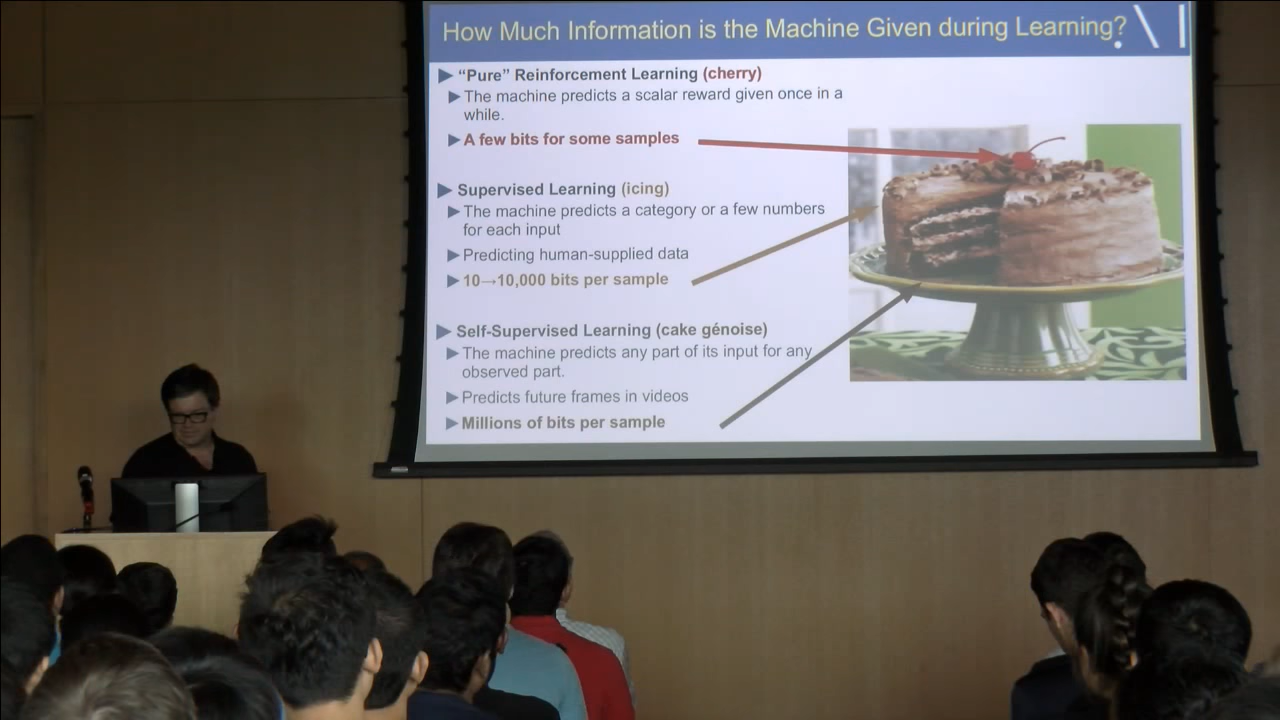 How Much Information is the Machine Given during Learning?
"Pure" Reinforcement Learning (cherry)
The machine predicts a scalar reward given once in a
while.
A few bits for some samples
Supervised Learning (icing)
The machine predicts a category or a few numbers
for each input
Predicting human-supplied data
10→10,000 bits per sample
Self-Supervised Learning (cake génoise)
The machine predicts any part of its input for any
observed part.
Predicts future frames in videos
Millions of bits per sample